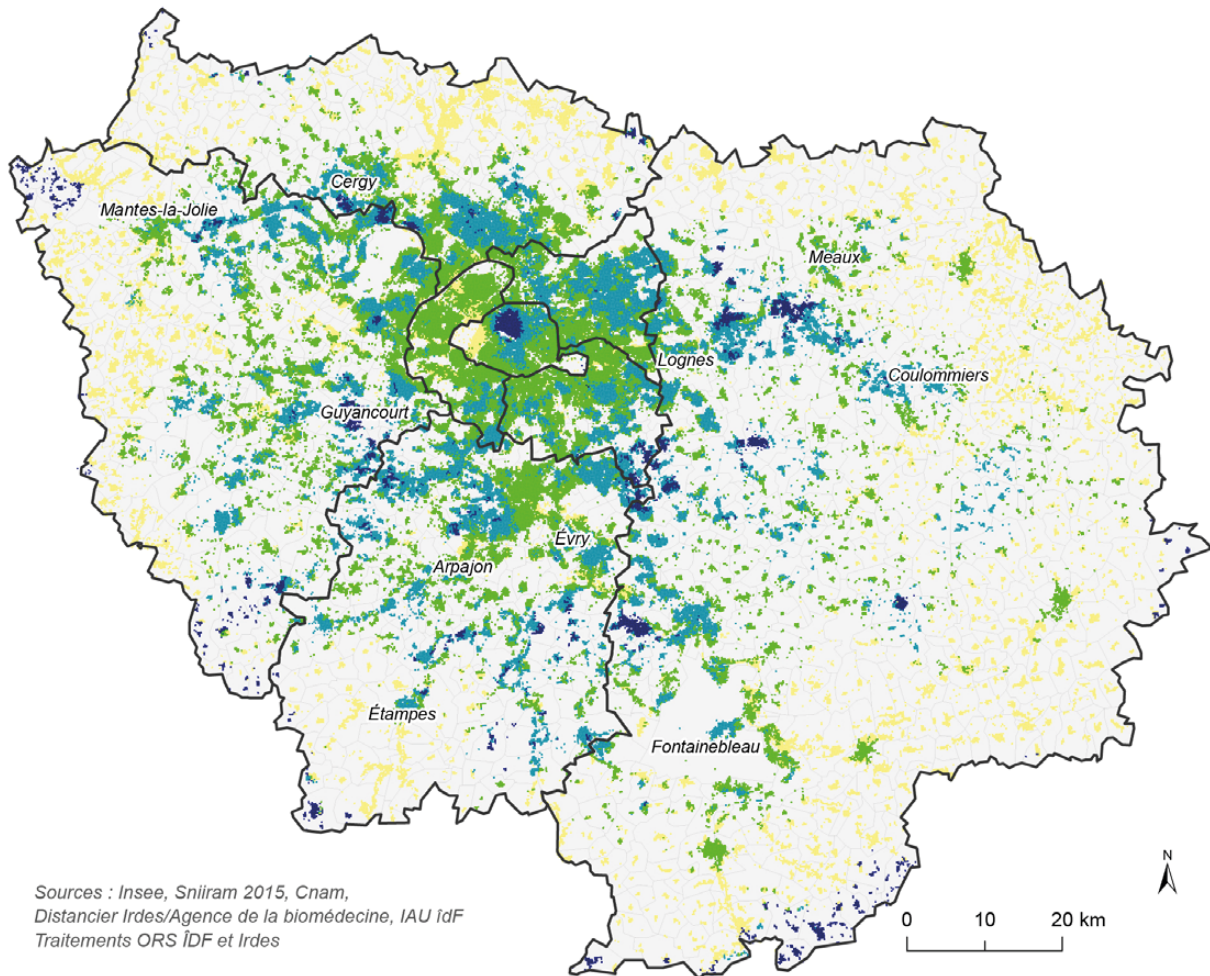 Cergy
Mantes-la-Jolie
Meaux
Lognes
Coulommiers
Guyancourt
Évry
Arpajon
Étampes
Fontainebleau
N
Sources : Insee, Sniiram 2015, Cnam,
Distancier Irdes/Agence de la biomédecine, IAU îdF
Traitements ORS ÎDF et Irdes
0 10 20 km